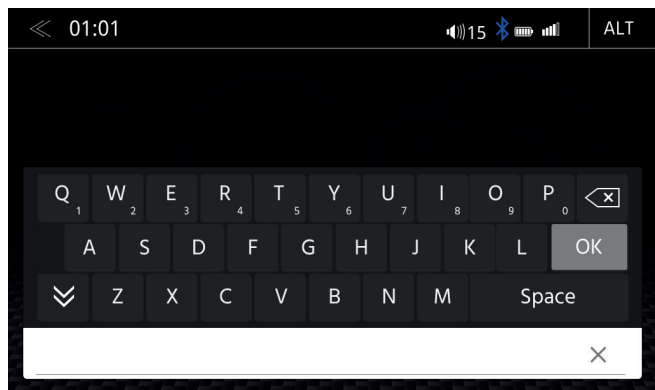 01:01 15 ALT
Q 1 W 2 E 3 R 4 T 5 Y 6 U 7 I 8 O 9 P 0
A S D F G H J K L OK
Z X C V B N M Space